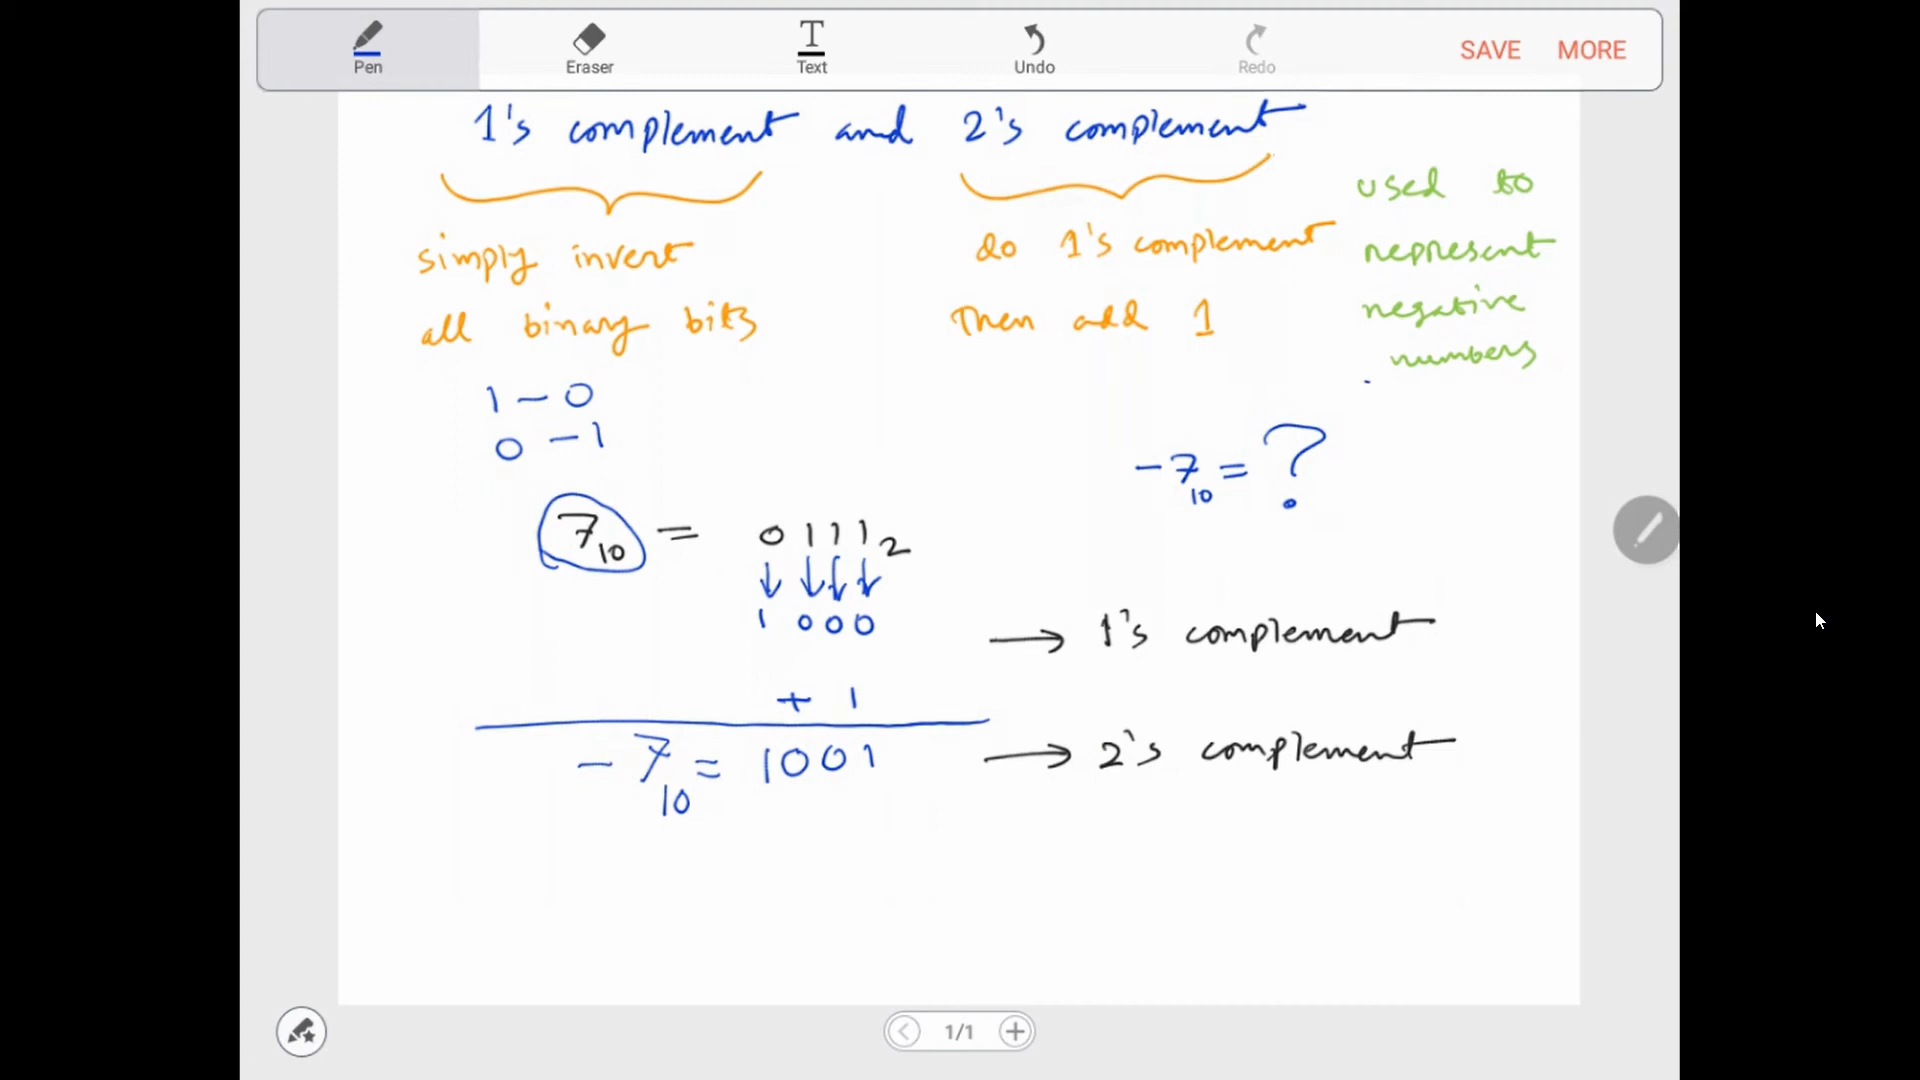 Pen
Eraser
Text
Undo
Redo
SAVE
MORE
1's complement and 2's complement
simply invert
all binary bits
do 1's complement
Then add 1
used to
represent
negative
numbers
1 – 0
0 – 1
-7₁₀ = ?
7₁₀ = 0111₂
1000
→ 1's complement
+ 1
-7₁₀ = 1001
→ 2's complement
1/1